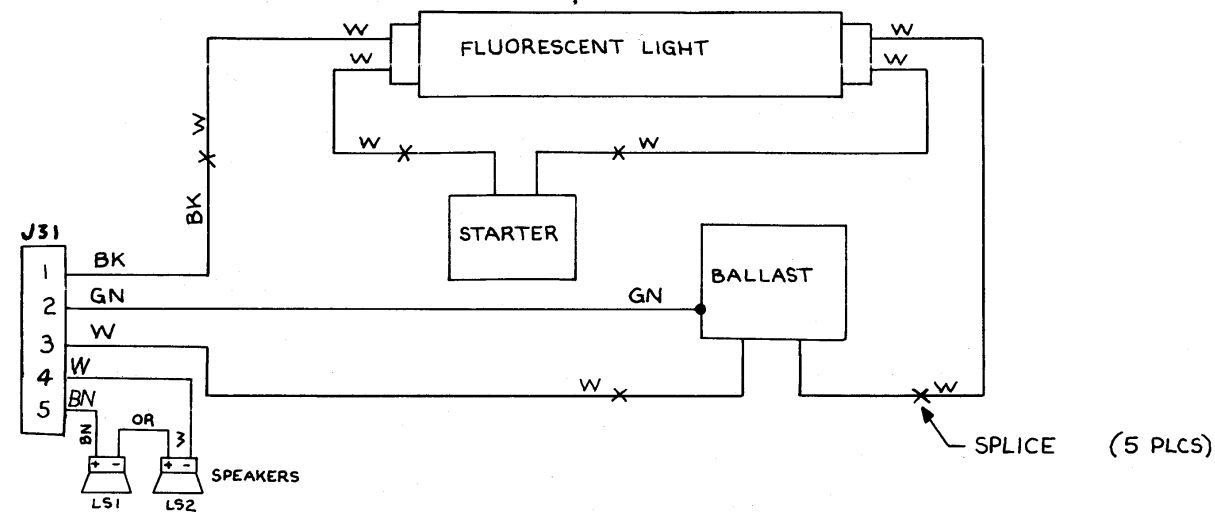 W
W
FLUORESCENT LIGHT
W
W
W
W
W
BK
STARTER
BALLAST
J31
1 BK
2 GN
GN
3 W
4 W
5 BN
W
W
BN
OR
W
+ -
+ -
SPEAKERS
LS1
LS2
SPLICE (5 PLCS)